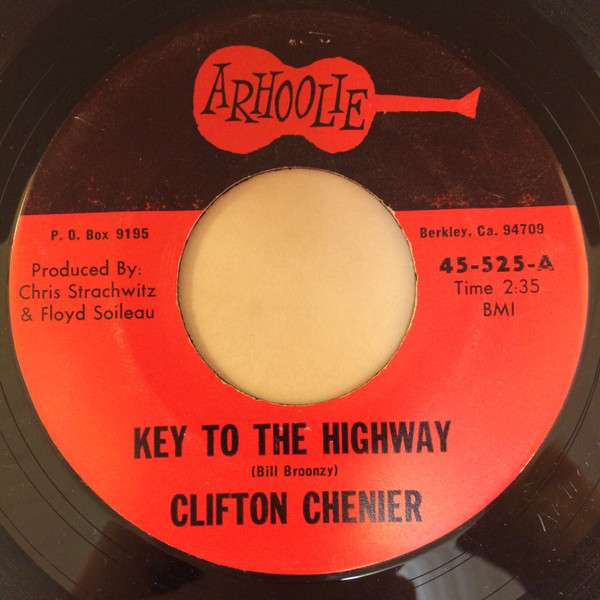 ARHOOLIE
P. O. Box 9195
Berkley, Ca. 94709
Produced By:
Chris Strachwitz
& Floyd Soileau
45-525-A
Time 2:35
BMI
KEY TO THE HIGHWAY
(Bill Broonzy)
CLIFTON CHENIER